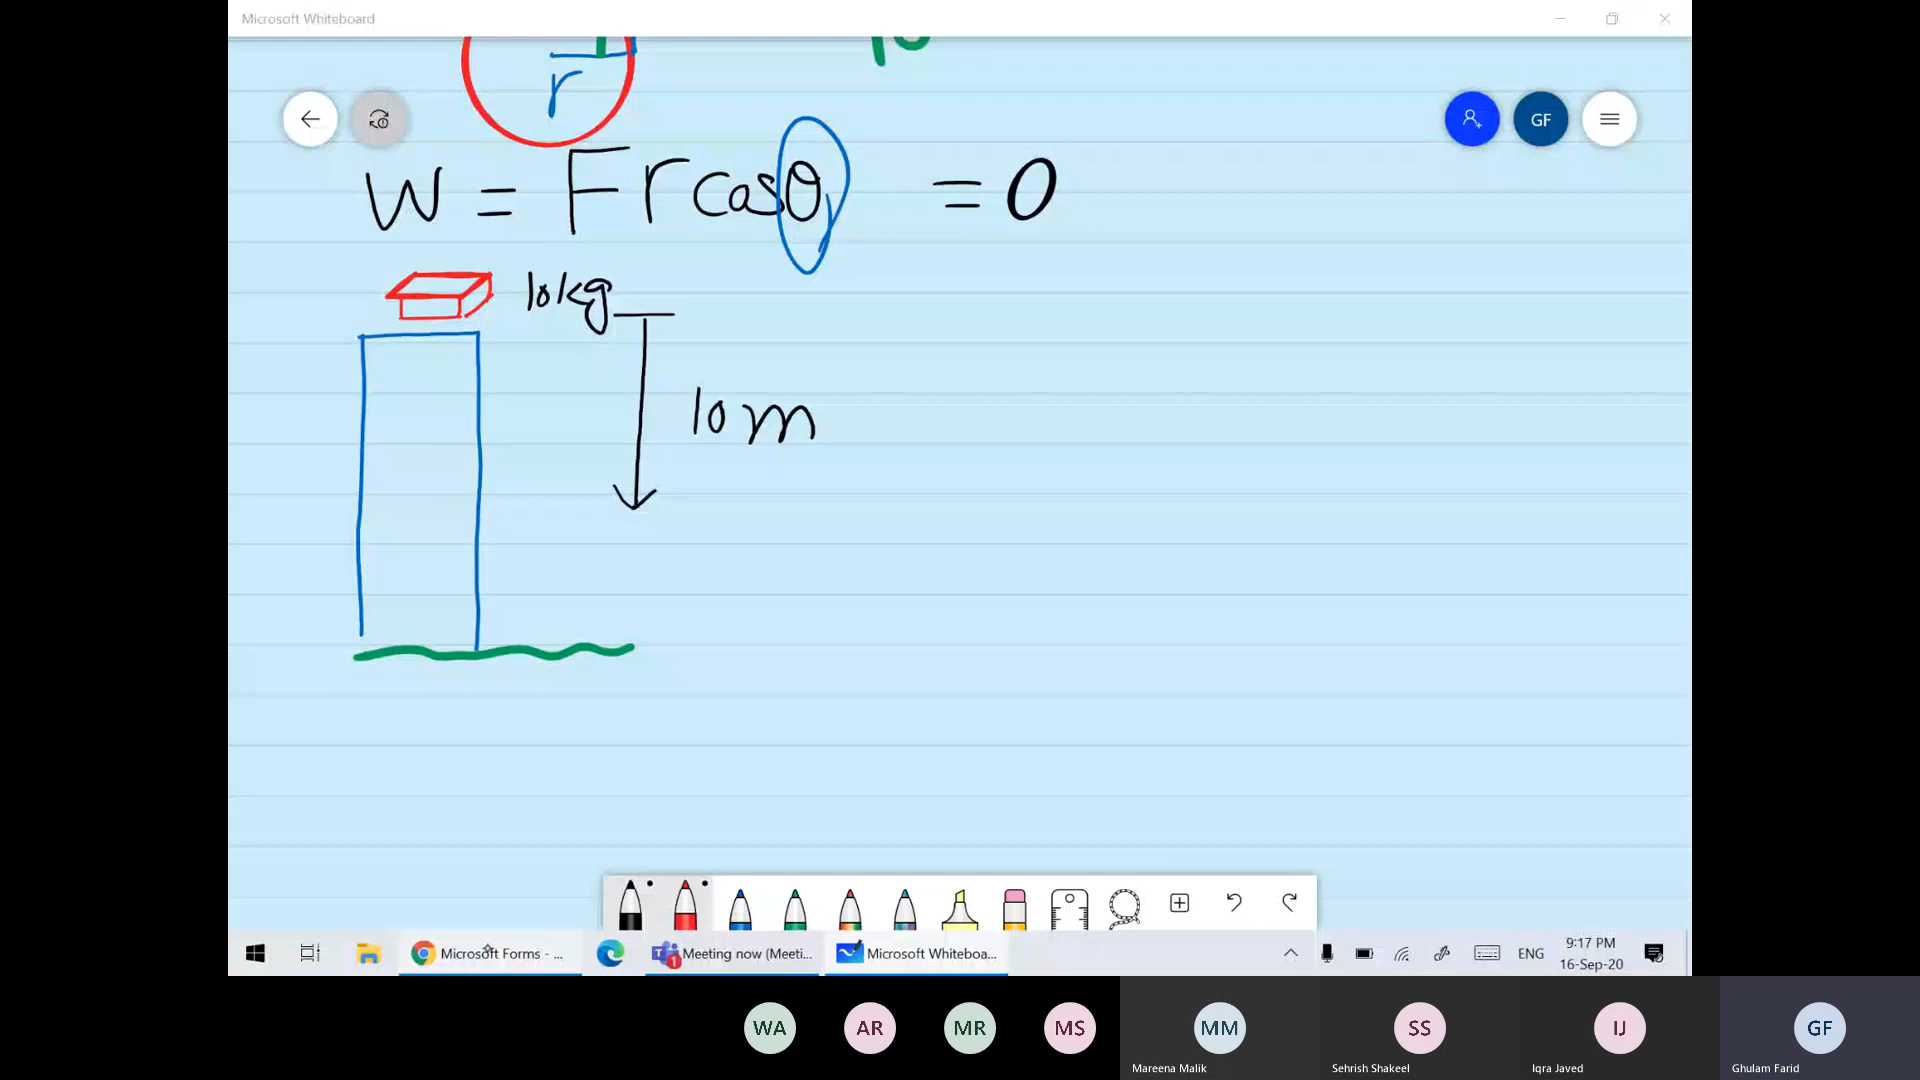 Microsoft Whiteboard
r
GF
W = Frcosθ, = 0
10kg
10m
Microsoft Forms - ...
Meeting now (Meeti...
1
Microsoft Whiteboa...
ENG
9:17 PM
16-Sep-20
WA
AR
MR
MS
MM
SS
IJ
GF
Mareena Malik
Sehrish Shakeel
Iqra Javed
Ghulam Farid